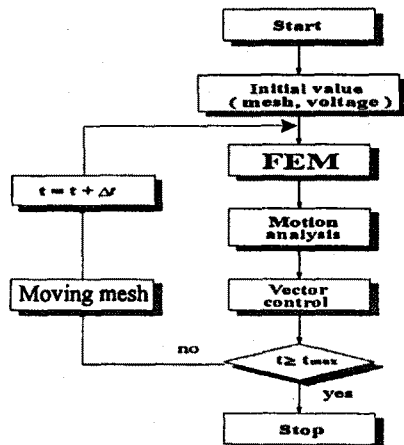 Start
Initial value
( mesh, voltage )
FEM
t = t + Δt
Motion
analysis
Moving mesh
Vector
control
no
t ≥ tmax
yes
Stop